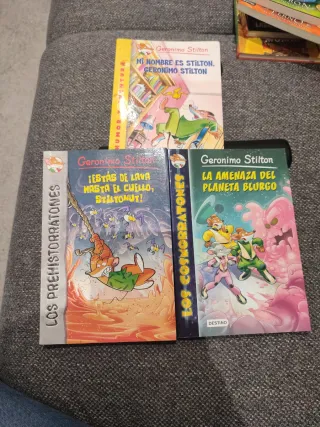 Geronimo Stilton
MI NOMBRE ES STILTON,
GERONIMO STILTON
LOS PREHISTORRATONES
Geronimo Stilton
¡ESTÁS DE LAVA
HASTA EL CUELLO,
STILTONUT!
LOS COSMORRATONES
Geronimo Stilton
LA AMENAZA DEL
PLANETA BLURGO
DESTINO